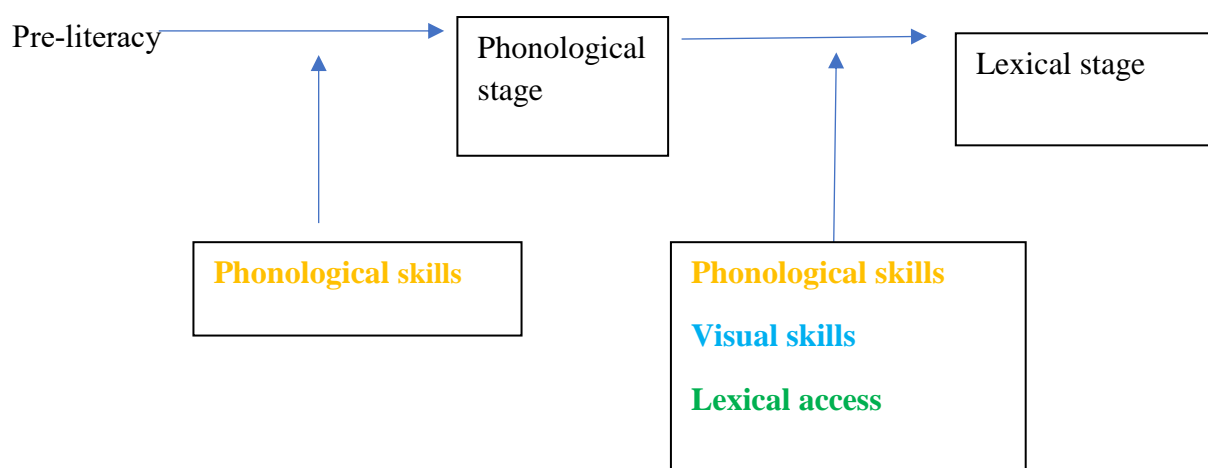 Pre-literacy
Phonological
stage
Lexical stage
Phonological skills
Phonological skills
Visual skills
Lexical access